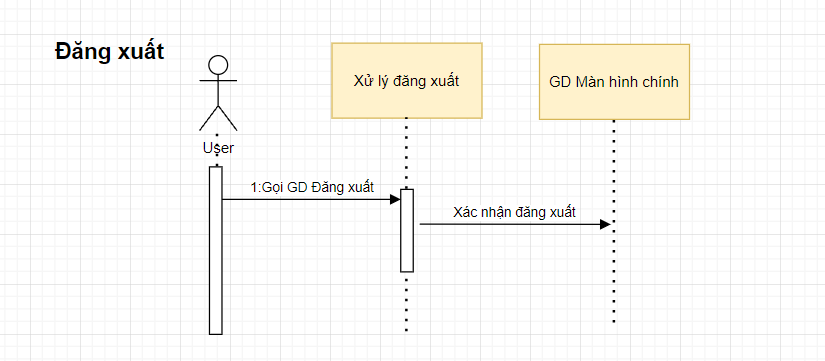 Đăng xuất
Xử lý đăng xuất
GD Màn hình chính
User
1:Gọi GD Đăng xuất
Xác nhận đăng xuất